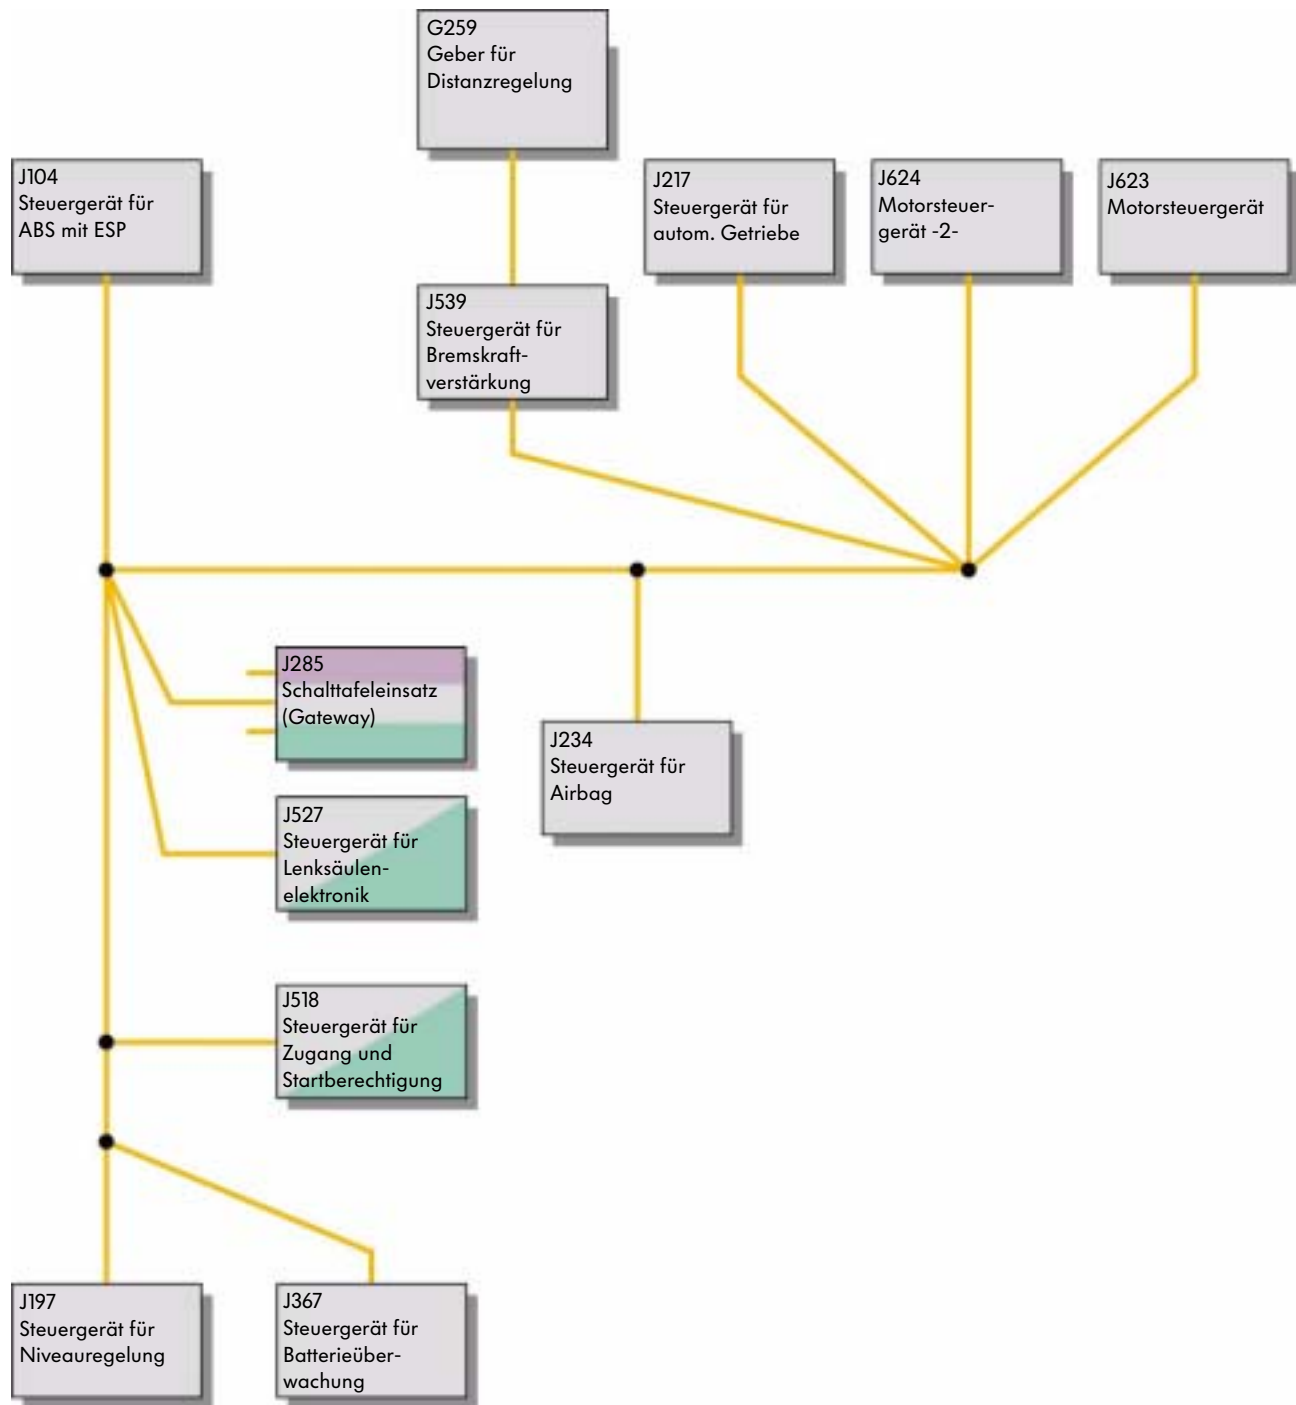 G259
Geber für
Distanzregelung
J104
Steuergerät für
ABS mit ESP
J217
Steuergerät für
autom. Getriebe
J624
Motorsteuer-
gerät -2-
J623
Motorsteuergerät
J539
Steuergerät für
Bremskraft-
verstärkung
J285
Schalttafeleinsatz
(Gateway)
J234
Steuergerät für
Airbag
J527
Steuergerät für
Lenksäulen-
elektronik
J518
Steuergerät für
Zugang und
Startberechtigung
J197
Steuergerät für
Niveauregelung
J367
Steuergerät für
Batterieüber-
wachung